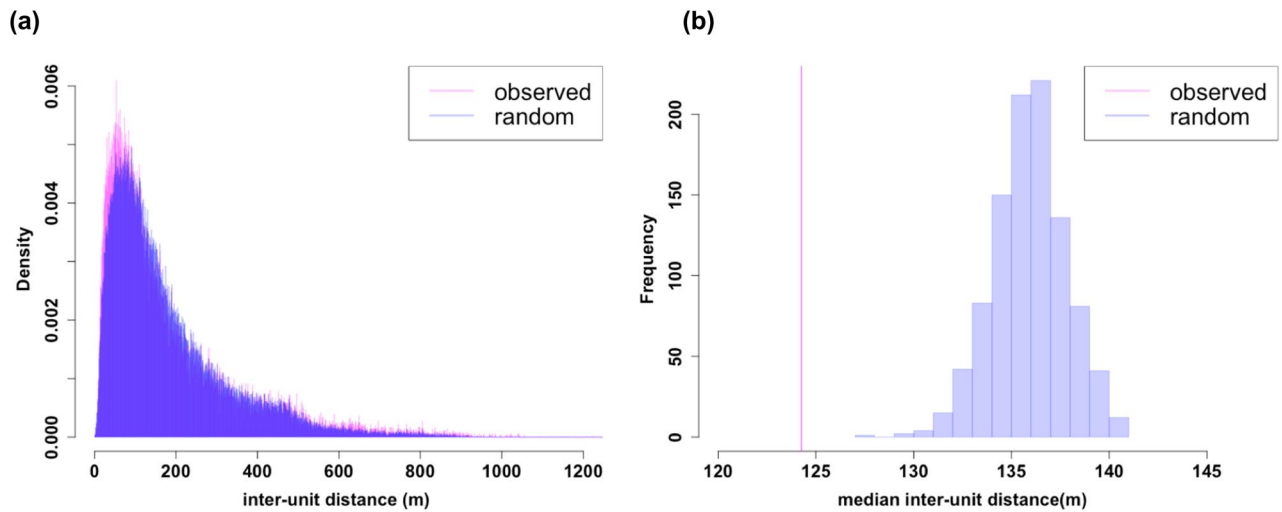 (a)
observed
random
Density
0.006
0.004
0.002
0.000
0 200 400 600 800 1000 1200
inter-unit distance (m)
(b)
observed
random
Frequency
200
150
100
50
0
120 125 130 135 140 145
median inter-unit distance(m)